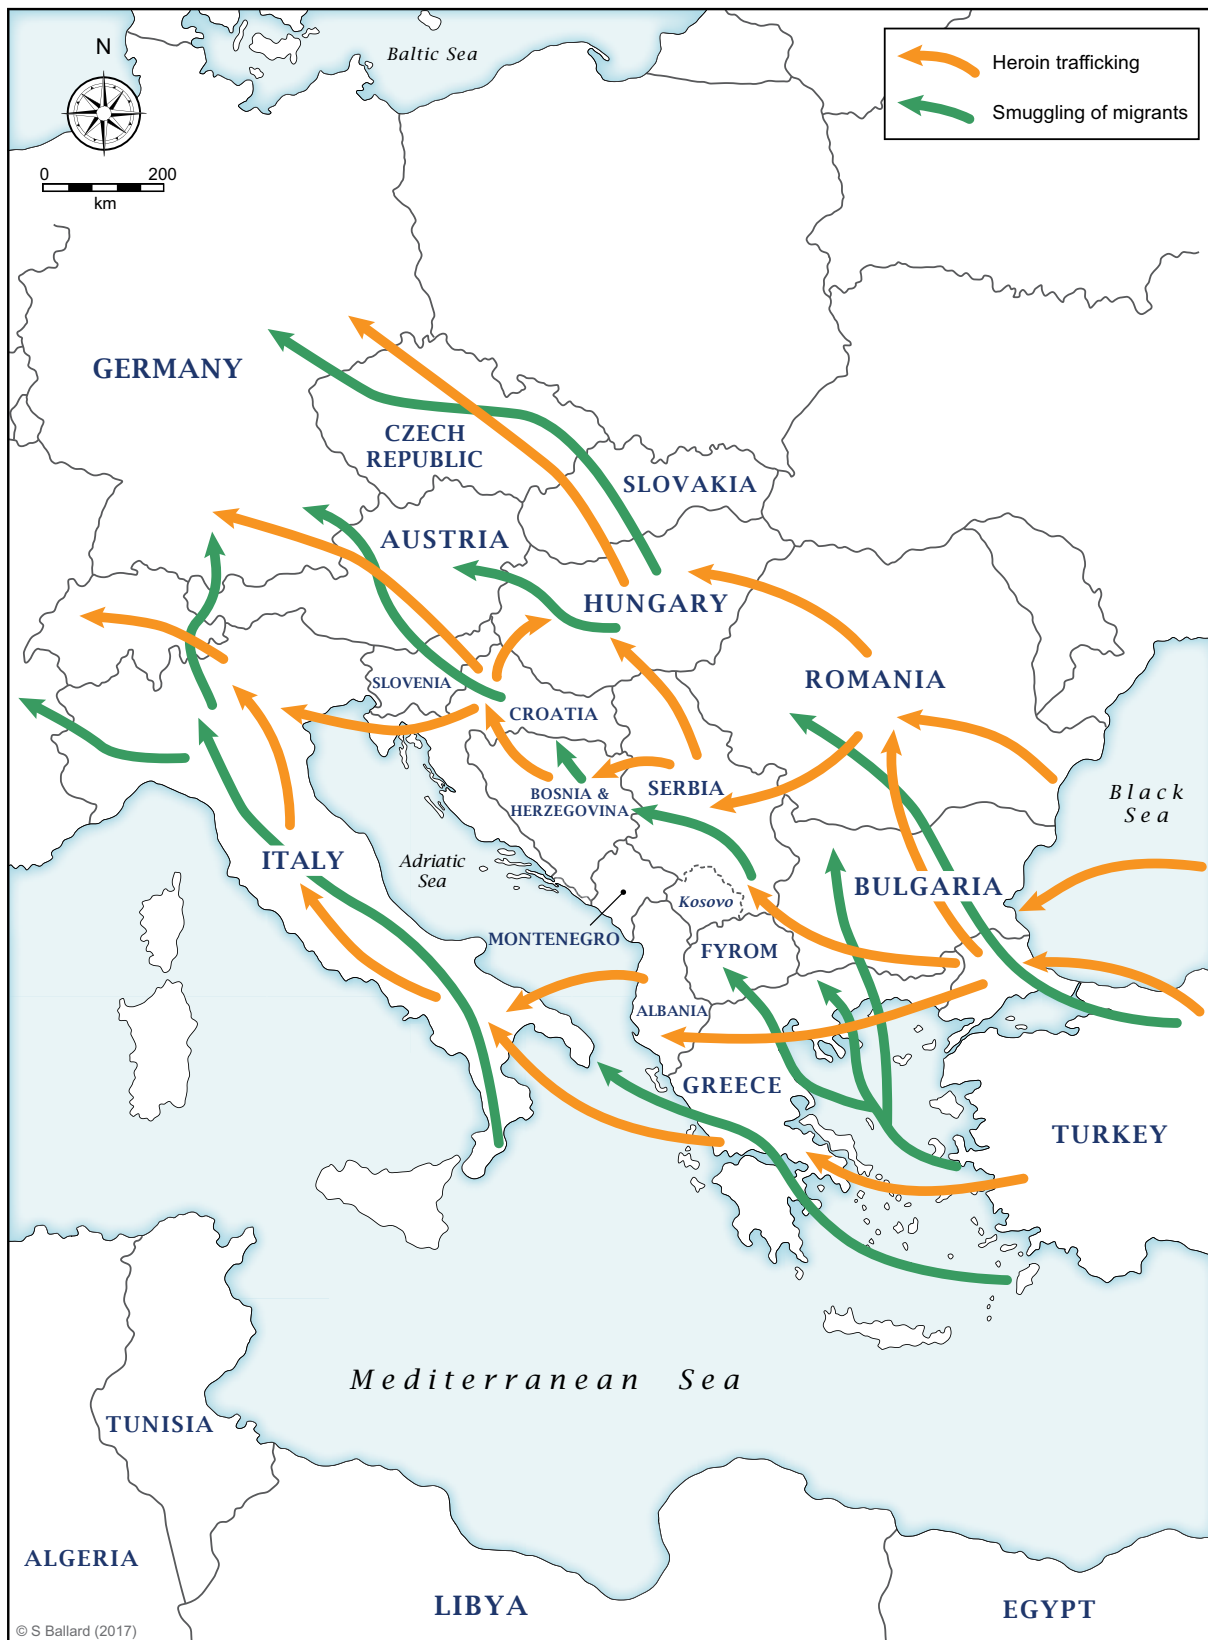 N
0 200
km
Baltic Sea
Heroin trafficking
Smuggling of migrants
GERMANY
CZECH
REPUBLIC
SLOVAKIA
AUSTRIA
HUNGARY
ROMANIA
SLOVENIA
CROATIA
SERBIA
BOSNIA &
HERZEGOVINA
Black
Sea
ITALY
Adriatic
Sea
BULGARIA
Kosovo
MONTENEGRO
FYROM
ALBANIA
GREECE
TURKEY
Mediterranean Sea
TUNISIA
ALGERIA
LIBYA
EGYPT
© S Ballard (2017)